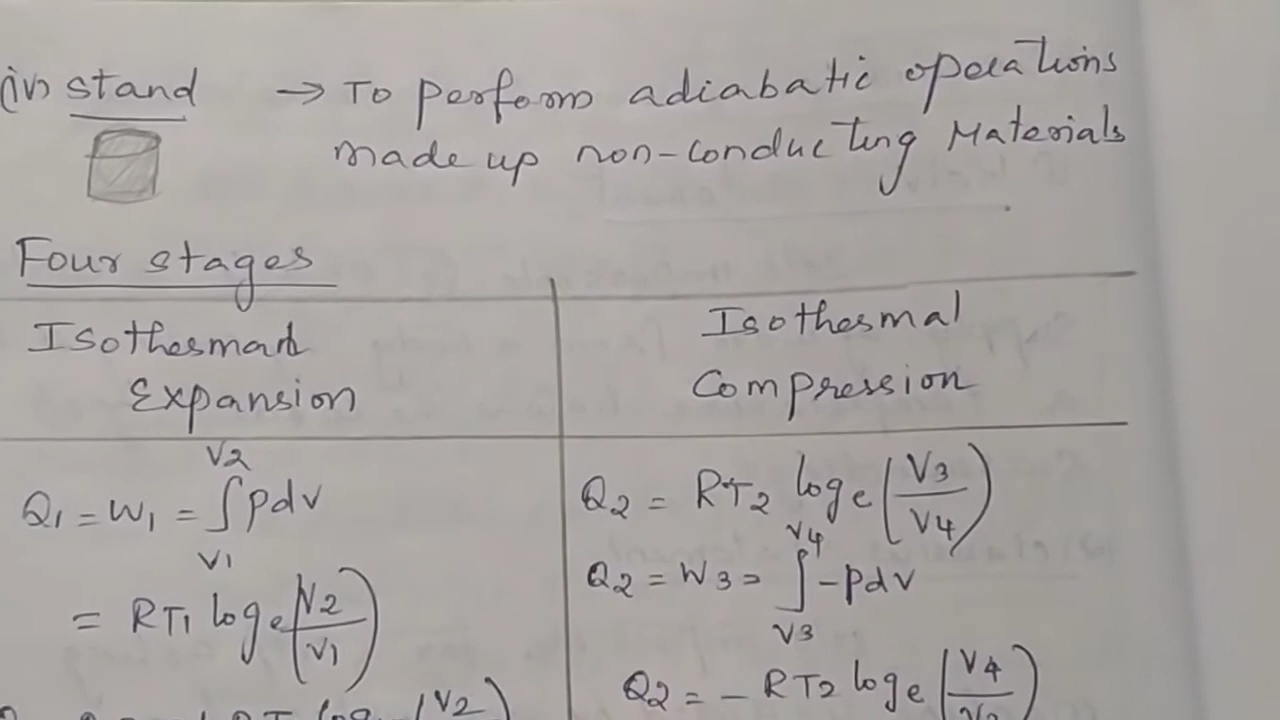 (iv) stand → To perform adiabatic operations
made up non-conducting Materials
Four stages
Isothermal
Expansion
Q1 = W1 = ∫ V1 V2 pdv
= RT1 loge (V2/V1)
V2
Isothermal
Compression
Q2 = RT2 loge (V3/V4)
Q2 = W3 = ∫ V3 V4 -pdv
Q2 = - RT2 loge (V4/V3)